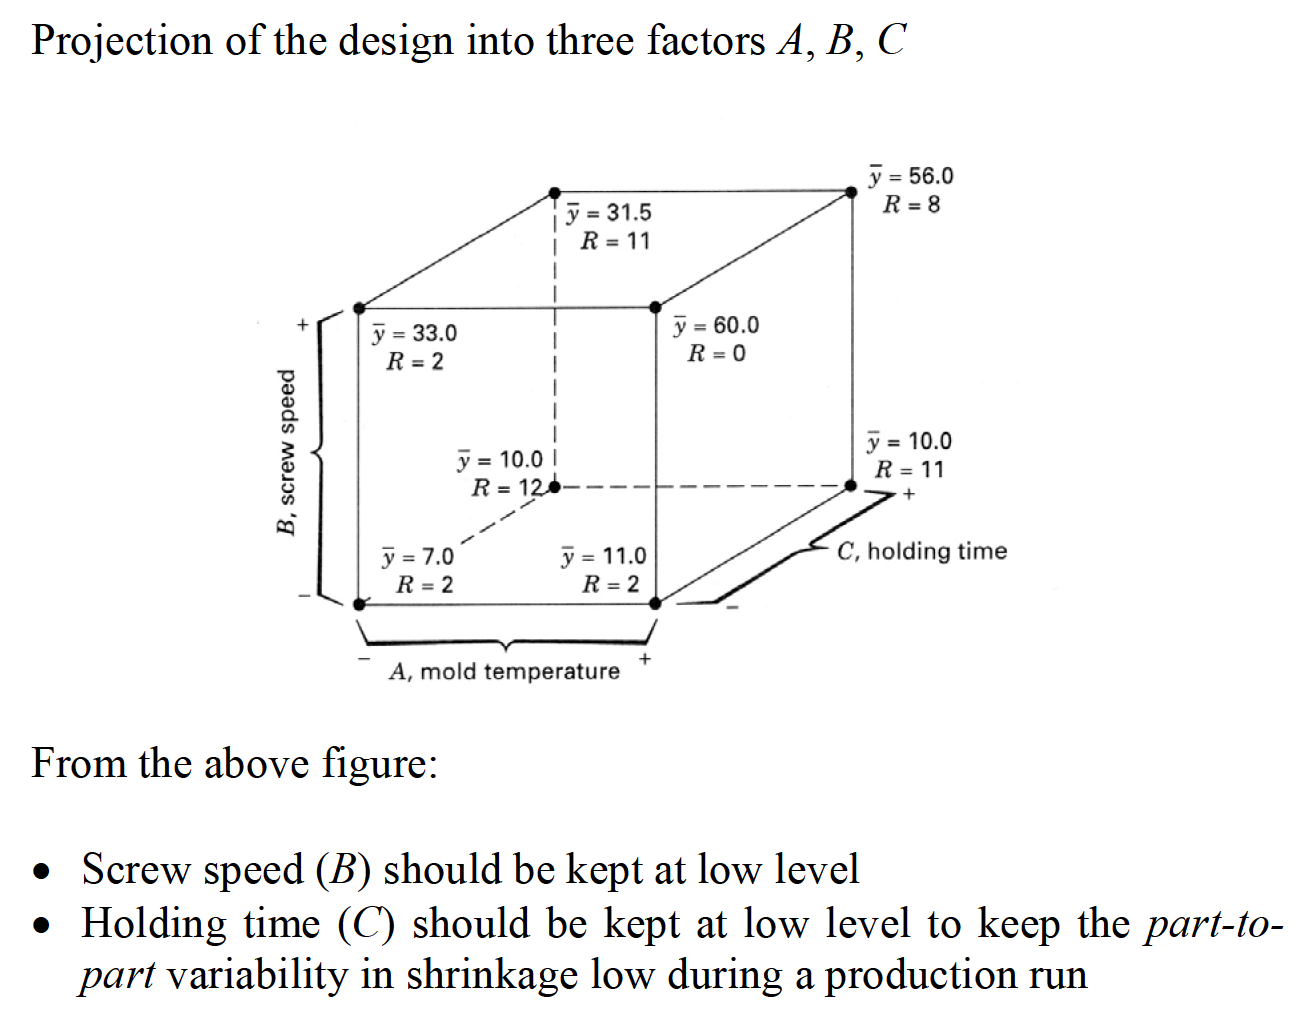 Projection of the design into three factors A, B, C
ȳ = 56.0
R = 8
ȳ = 31.5
R = 11
+
ȳ = 33.0
R = 2
ȳ = 60.0
R = 0
B, screw speed
ȳ = 10.0
R = 12
ȳ = 10.0
R = 11
+
ȳ = 7.0
R = 2
ȳ = 11.0
R = 2
C, holding time
−
−
−
+
A, mold temperature
From the above figure:
• Screw speed (B) should be kept at low level
• Holding time (C) should be kept at low level to keep the part-to-
part variability in shrinkage low during a production run